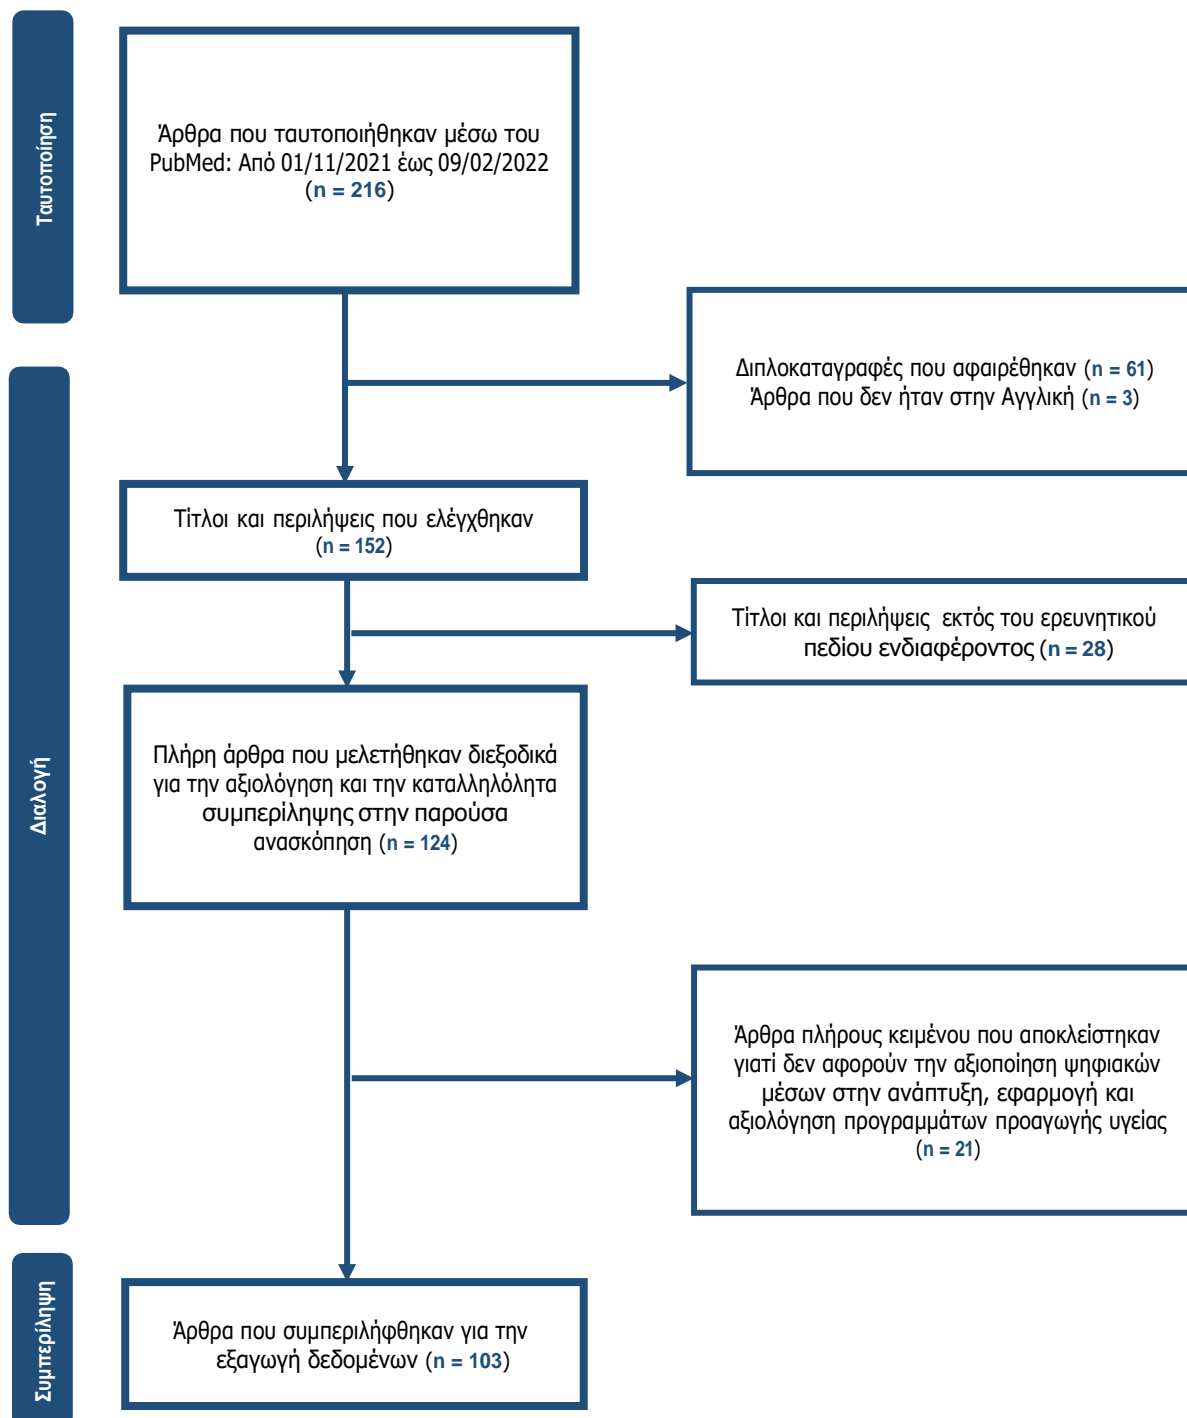 Ταυτοποίηση
Άρθρα που ταυτοποιήθηκαν μέσω του
PubMed: Από 01/11/2021 έως 09/02/2022
(n = 216)
Διπλοκαταγραφές που αφαιρέθηκαν (n = 61)
Άρθρα που δεν ήταν στην Αγγλική (n = 3)
Διαλογή
Τίτλοι και περιλήψεις που ελέγχθηκαν
(n = 152)
Τίτλοι και περιλήψεις εκτός του ερευνητικού
πεδίου ενδιαφέροντος (n = 28)
Πλήρη άρθρα που μελετήθηκαν διεξοδικά
για την αξιολόγηση και την καταλληλόλητα
συμπερίληψης στην παρούσα
ανασκόπηση (n = 124)
Άρθρα πλήρους κειμένου που αποκλείστηκαν
γιατί δεν αφορούν την αξιοποίηση ψηφιακών
μέσων στην ανάπτυξη, εφαρμογή και
αξιολόγηση προγραμμάτων προαγωγής υγείας
(n = 21)
Συμπερίληψη
Άρθρα που συμπεριλήφθηκαν για την
εξαγωγή δεδομένων (n = 103)